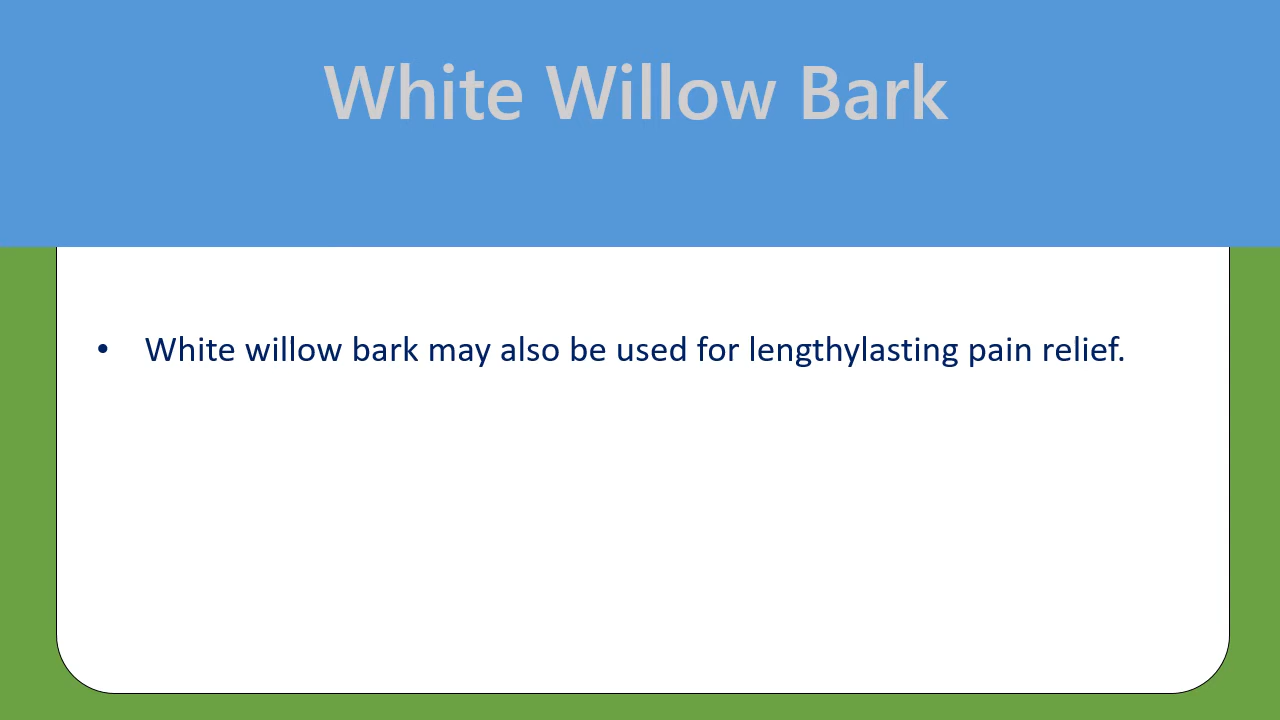 White Willow Bark
• White willow bark may also be used for lengthylasting pain relief.